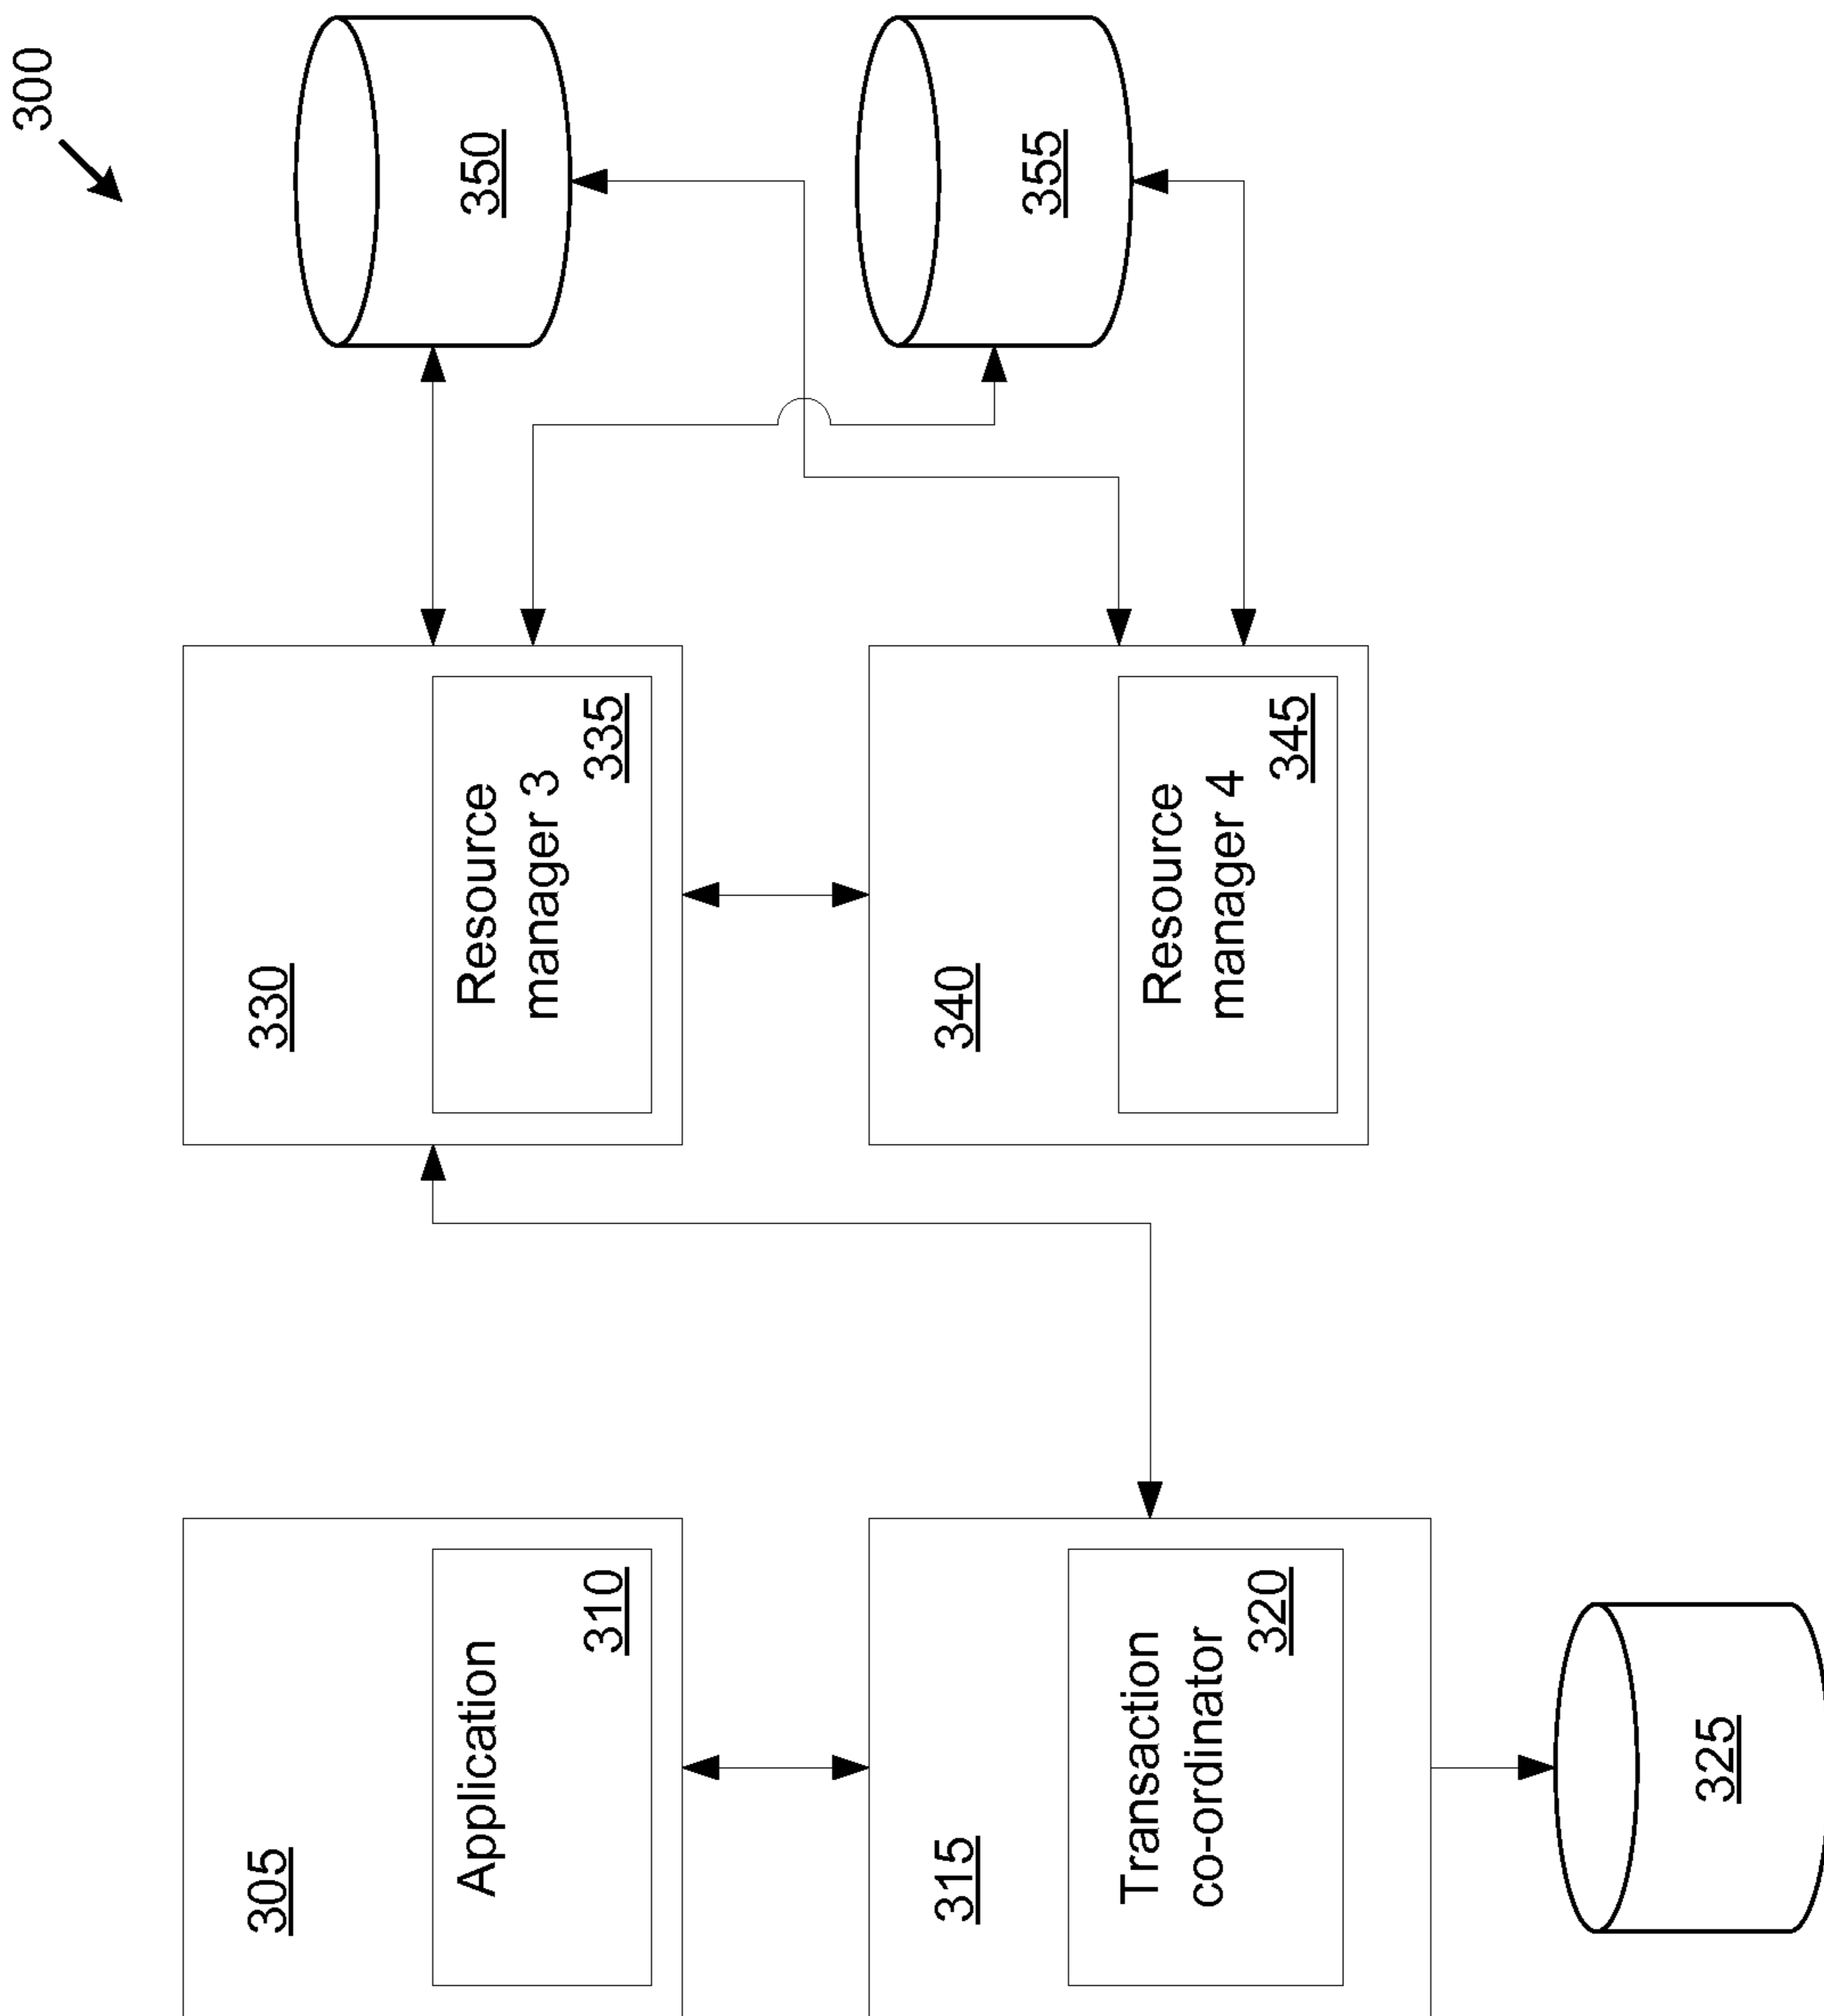 300
305
Application
310
330
Resource
manager 3
335
350
315
Transaction
co-ordinator
320
340
Resource
manager 4
345
355
325